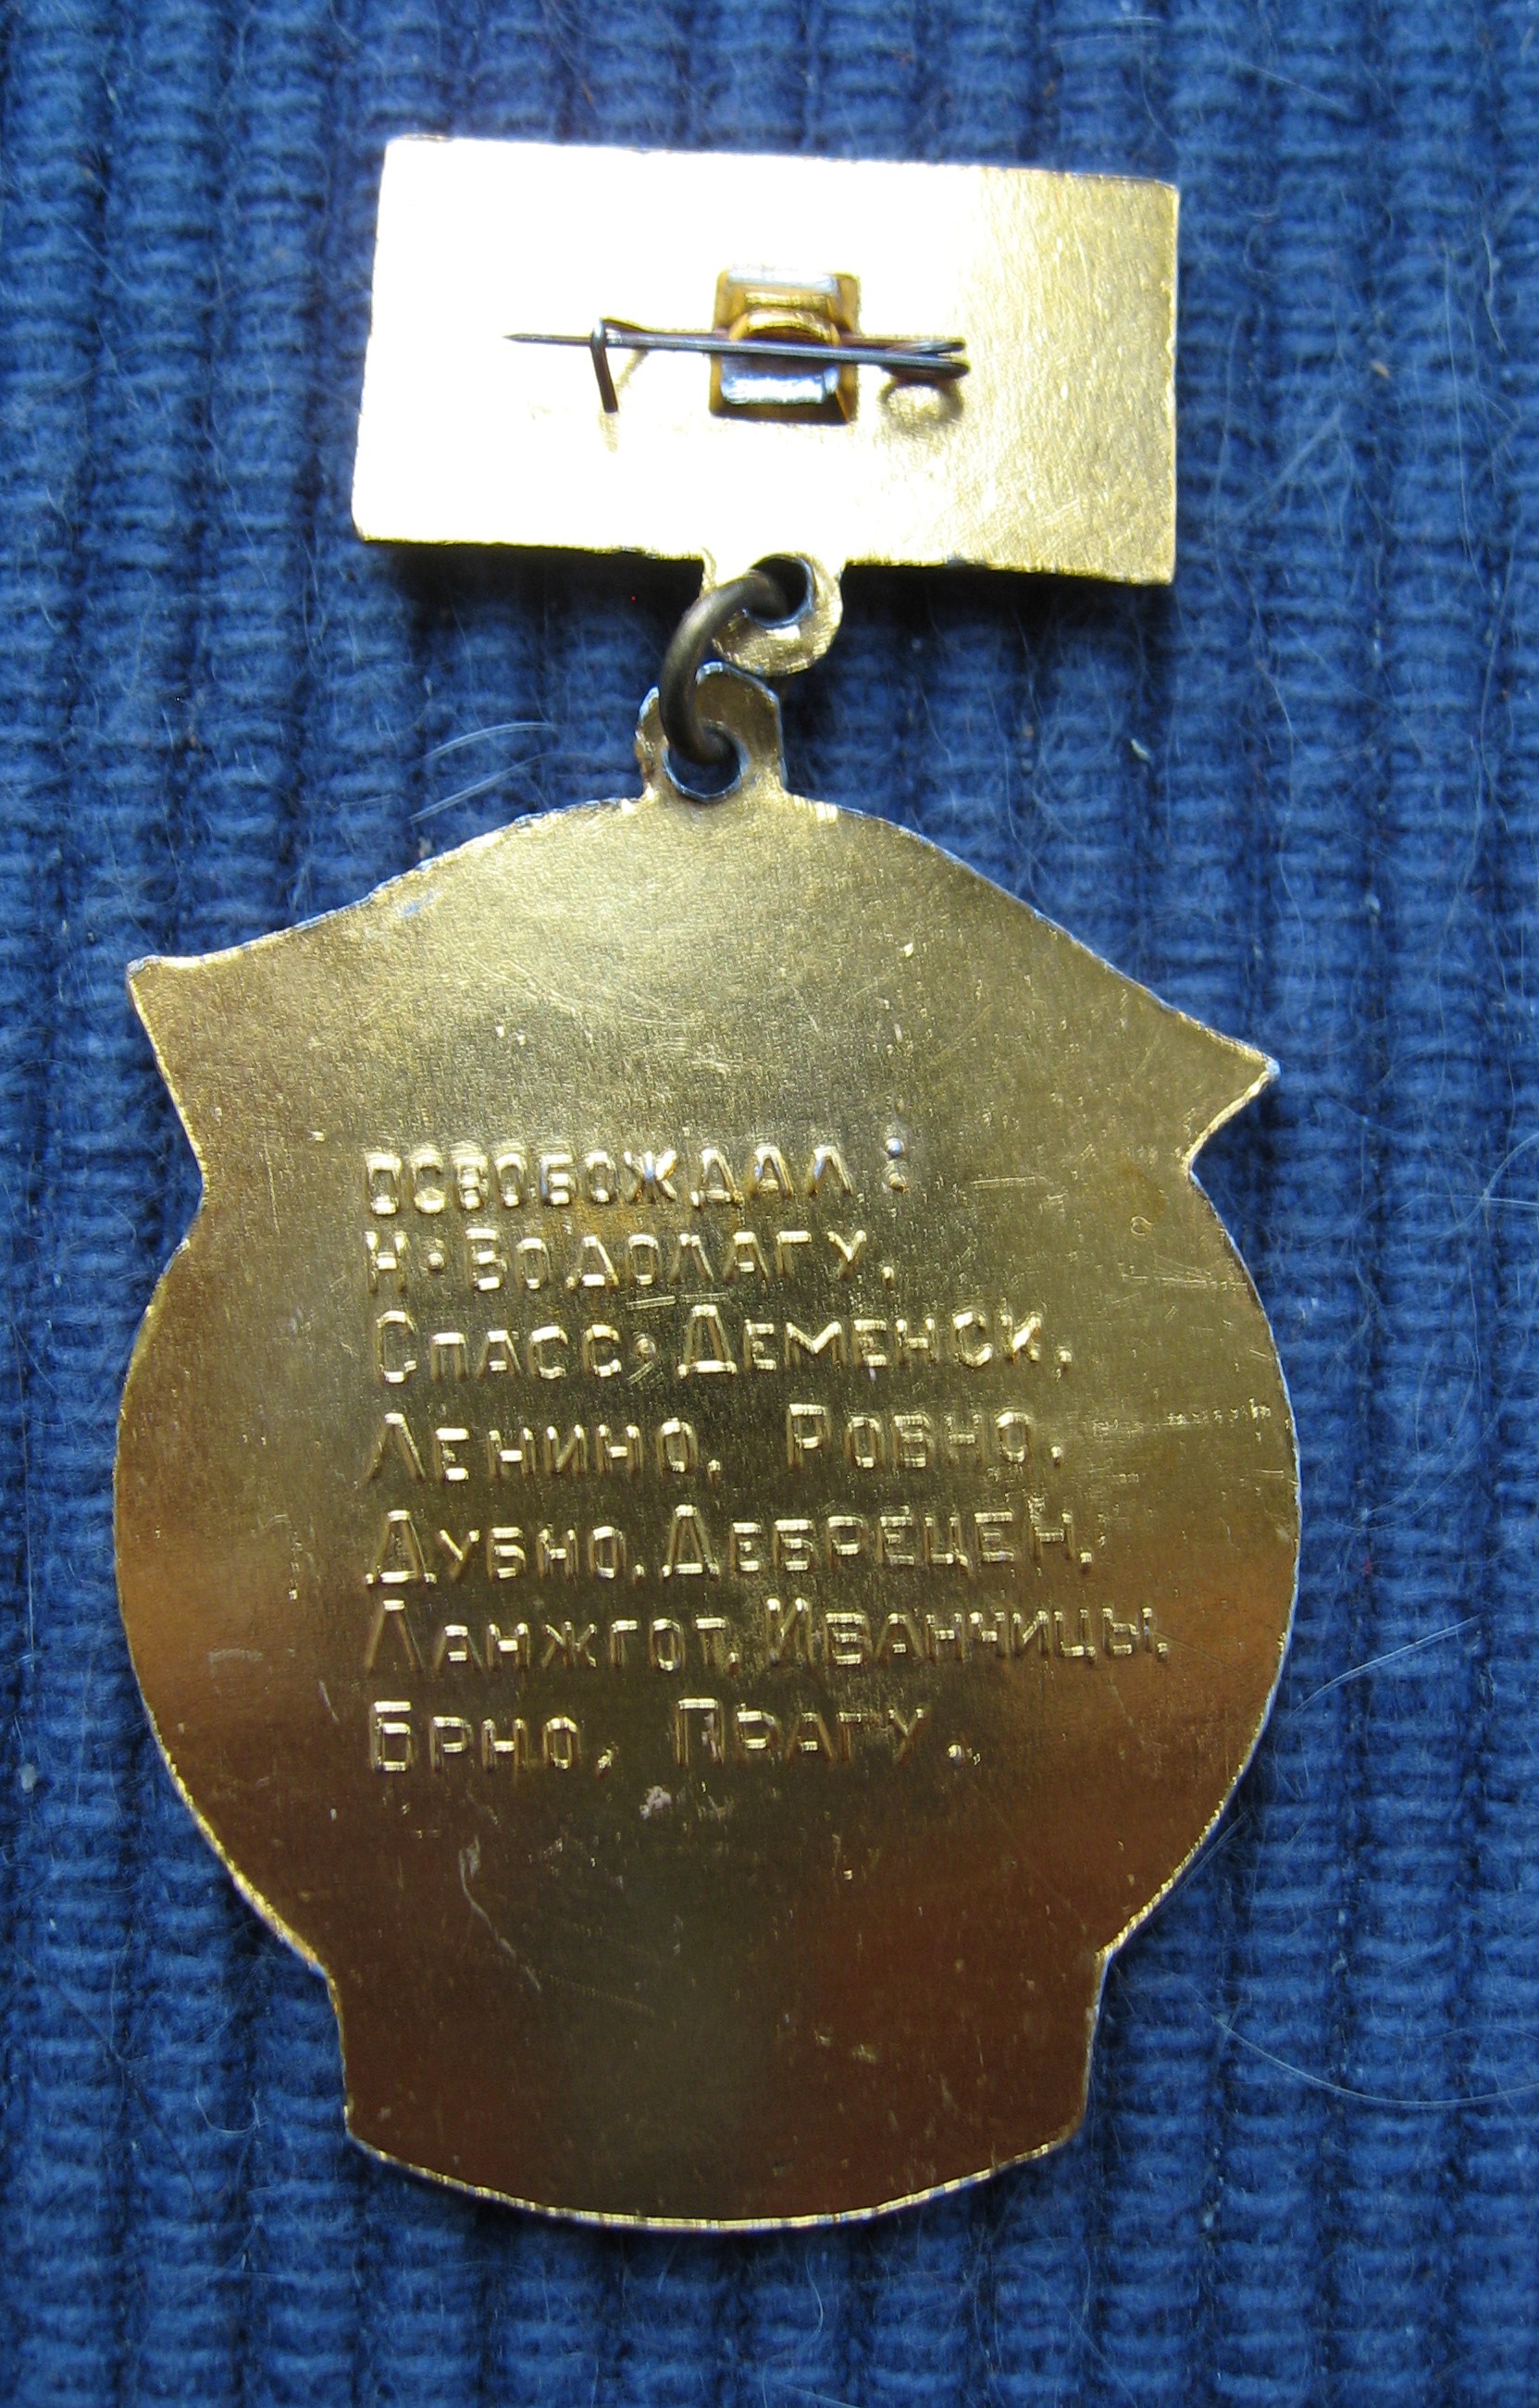 ОСВОБОЖДАЛ:
Н·ВОДОЛАГУ,
СПАСС-ДЕМЕНСК,
ЛЕНИНО, РОВНО,
ДУБНО, ДЕБРЕЦЕН,
ЛАНЖГОТ, ИВАНЧИЦЫ,
БРНО, ПРАГУ.